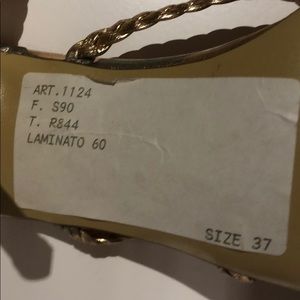 ART.1124
F. S90
T. R844
LAMINATO 60
SIZE 37